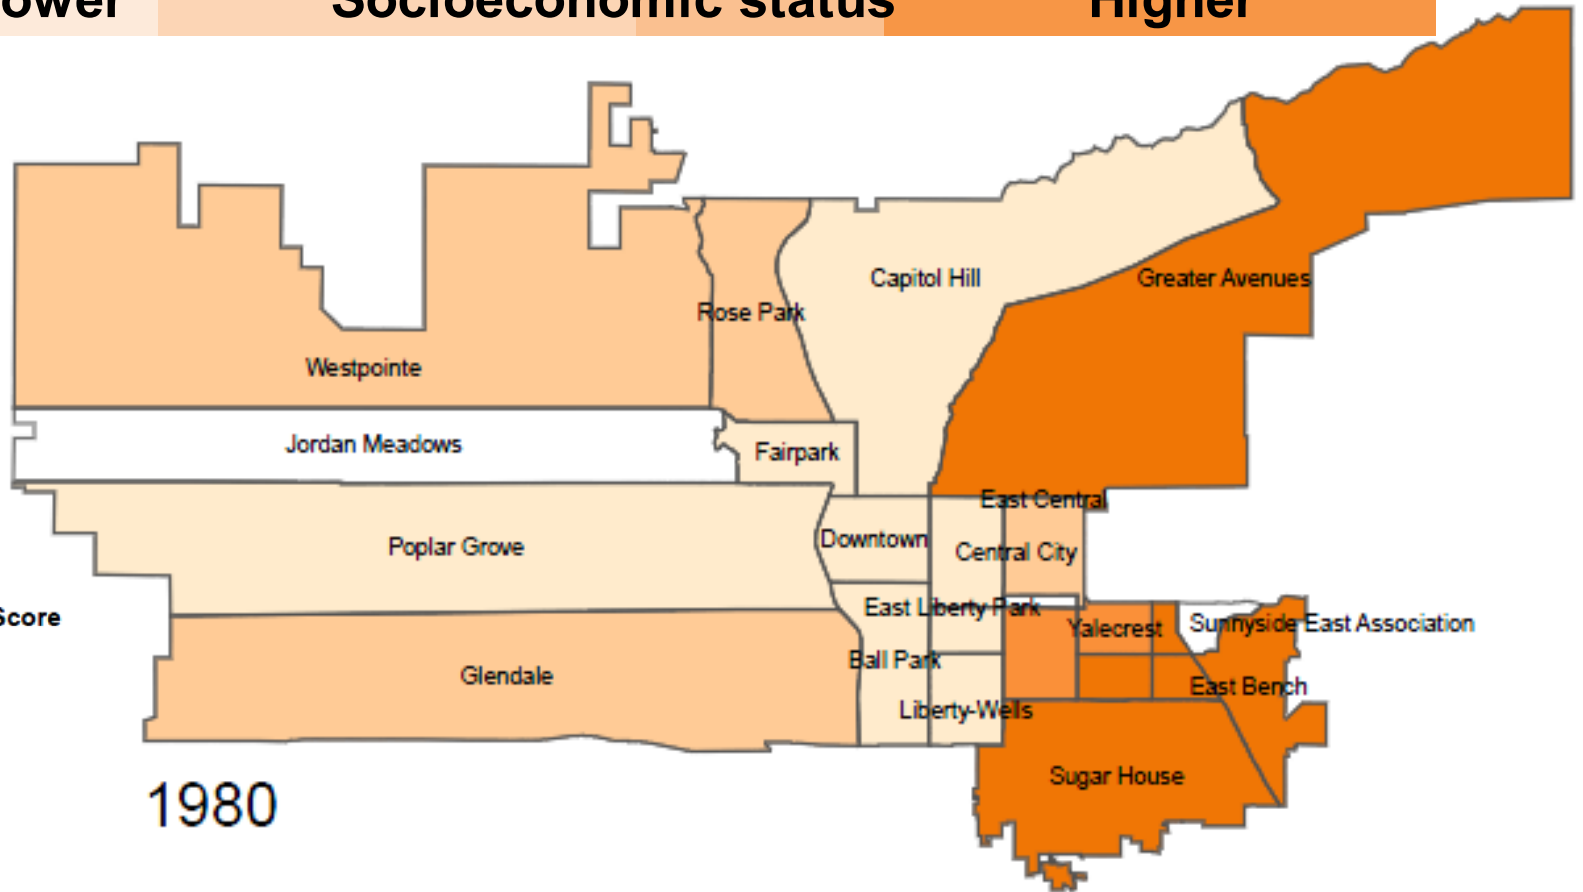 ower Socioeconomic status Higher
Capitol Hill
Greater Avenues
Rose Park
Westpointe
Jordan Meadows
Fairpark
East Central
Downtown
Poplar Grove
Central City
East Liberty Park
Score
Yalecrest
Sunnyside East Association
Ball Park
Glendale
East Bench
Liberty-Wells
Sugar House
1980